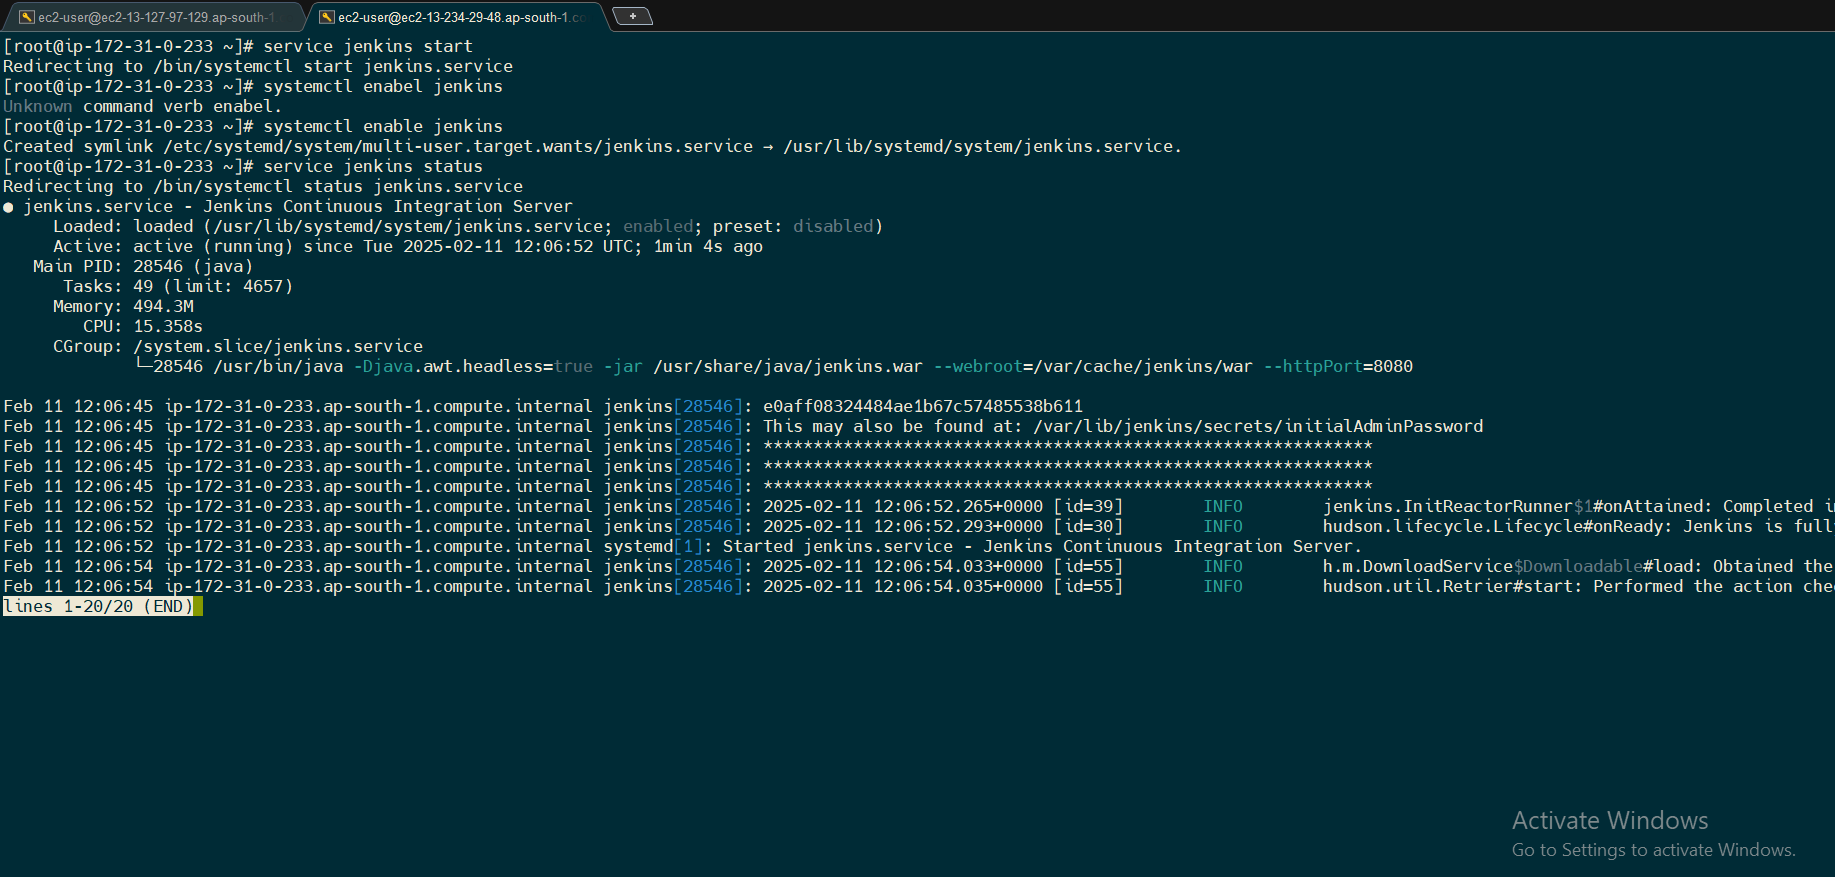 ec2-user@ec2-13-127-97-129.ap-south-1.
ec2-user@ec2-13-234-29-48.ap-south-1.co
+
[root@ip-172-31-0-233 ~]# service jenkins start
Redirecting to /bin/systemctl start jenkins.service
[root@ip-172-31-0-233 ~]# systemctl enabel jenkins
Unknown command verb enabel.
[root@ip-172-31-0-233 ~]# systemctl enable jenkins
Created symlink /etc/systemd/system/multi-user.target.wants/jenkins.service → /usr/lib/systemd/system/jenkins.service.
[root@ip-172-31-0-233 ~]# service jenkins status
Redirecting to /bin/systemctl status jenkins.service
● jenkins.service - Jenkins Continuous Integration Server
     Loaded: loaded (/usr/lib/systemd/system/jenkins.service; enabled; preset: disabled)
     Active: active (running) since Tue 2025-02-11 12:06:52 UTC; 1min 4s ago
   Main PID: 28546 (java)
      Tasks: 49 (limit: 4657)
     Memory: 494.3M
        CPU: 15.358s
     CGroup: /system.slice/jenkins.service
             └─28546 /usr/bin/java -Djava.awt.headless=true -jar /usr/share/java/jenkins.war --webroot=/var/cache/jenkins/war --httpPort=8080
Feb 11 12:06:45 ip-172-31-0-233.ap-south-1.compute.internal jenkins[28546]: e0aff08324484ae1b67c57485538b611
Feb 11 12:06:45 ip-172-31-0-233.ap-south-1.compute.internal jenkins[28546]: This may also be found at: /var/lib/jenkins/secrets/initialAdminPassword
Feb 11 12:06:45 ip-172-31-0-233.ap-south-1.compute.internal jenkins[28546]: *************************************************************
Feb 11 12:06:45 ip-172-31-0-233.ap-south-1.compute.internal jenkins[28546]: *************************************************************
Feb 11 12:06:45 ip-172-31-0-233.ap-south-1.compute.internal jenkins[28546]: *************************************************************
Feb 11 12:06:52 ip-172-31-0-233.ap-south-1.compute.internal jenkins[28546]: 2025-02-11 12:06:52.265+0000 [id=39]        INFO        jenkins.InitReactorRunner$1#onAttained: Completed i
Feb 11 12:06:52 ip-172-31-0-233.ap-south-1.compute.internal jenkins[28546]: 2025-02-11 12:06:52.293+0000 [id=30]        INFO        hudson.lifecycle.Lifecycle#onReady: Jenkins is full
Feb 11 12:06:52 ip-172-31-0-233.ap-south-1.compute.internal systemd[1]: Started jenkins.service - Jenkins Continuous Integration Server.
Feb 11 12:06:54 ip-172-31-0-233.ap-south-1.compute.internal jenkins[28546]: 2025-02-11 12:06:54.033+0000 [id=55]        INFO        h.m.DownloadService$Downloadable#load: Obtained the
Feb 11 12:06:54 ip-172-31-0-233.ap-south-1.compute.internal jenkins[28546]: 2025-02-11 12:06:54.035+0000 [id=55]        INFO        hudson.util.Retrier#start: Performed the action che
lines 1-20/20 (END)
Activate Windows
Go to Settings to activate Windows.